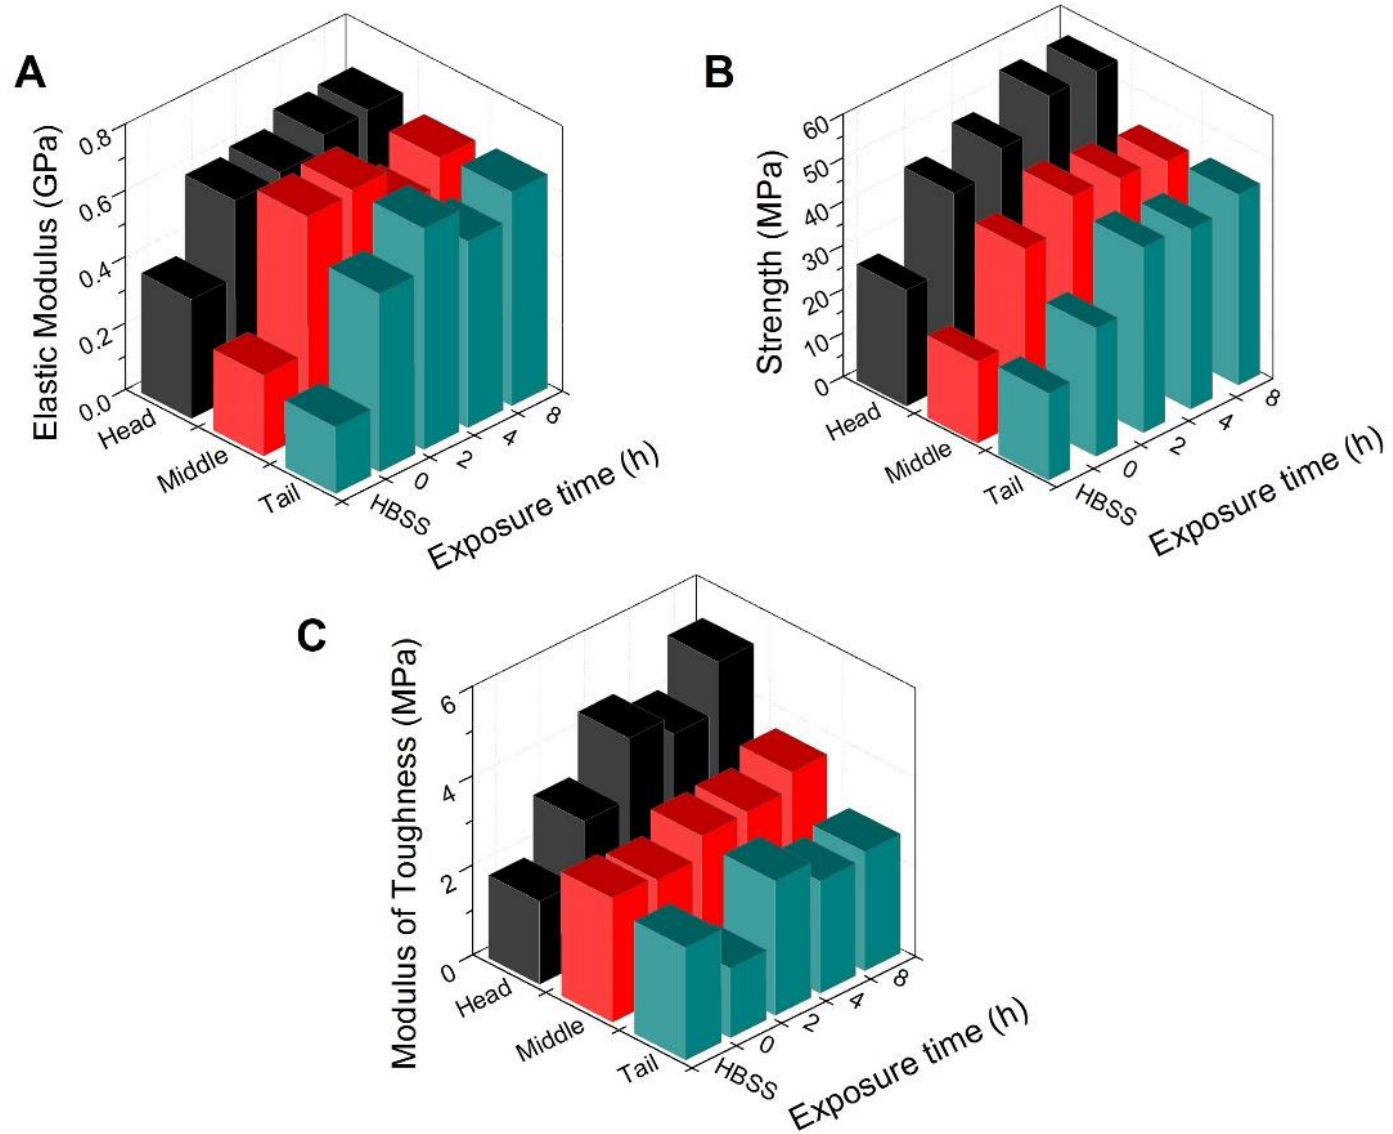 A
Elastic Modulus (GPa)
0.8
0.6
0.4
0.2
0.0
Head
Middle
Tail
HBSS
0
2
4
8
Exposure time (h)
B
Strength (MPa)
60
50
40
30
20
10
0
Head
Middle
Tail
HBSS
0
2
4
8
Exposure time (h)
C
Modulus of Toughness (MPa)
6
4
2
0
Head
Middle
Tail
HBSS
0
2
4
8
Exposure time (h)